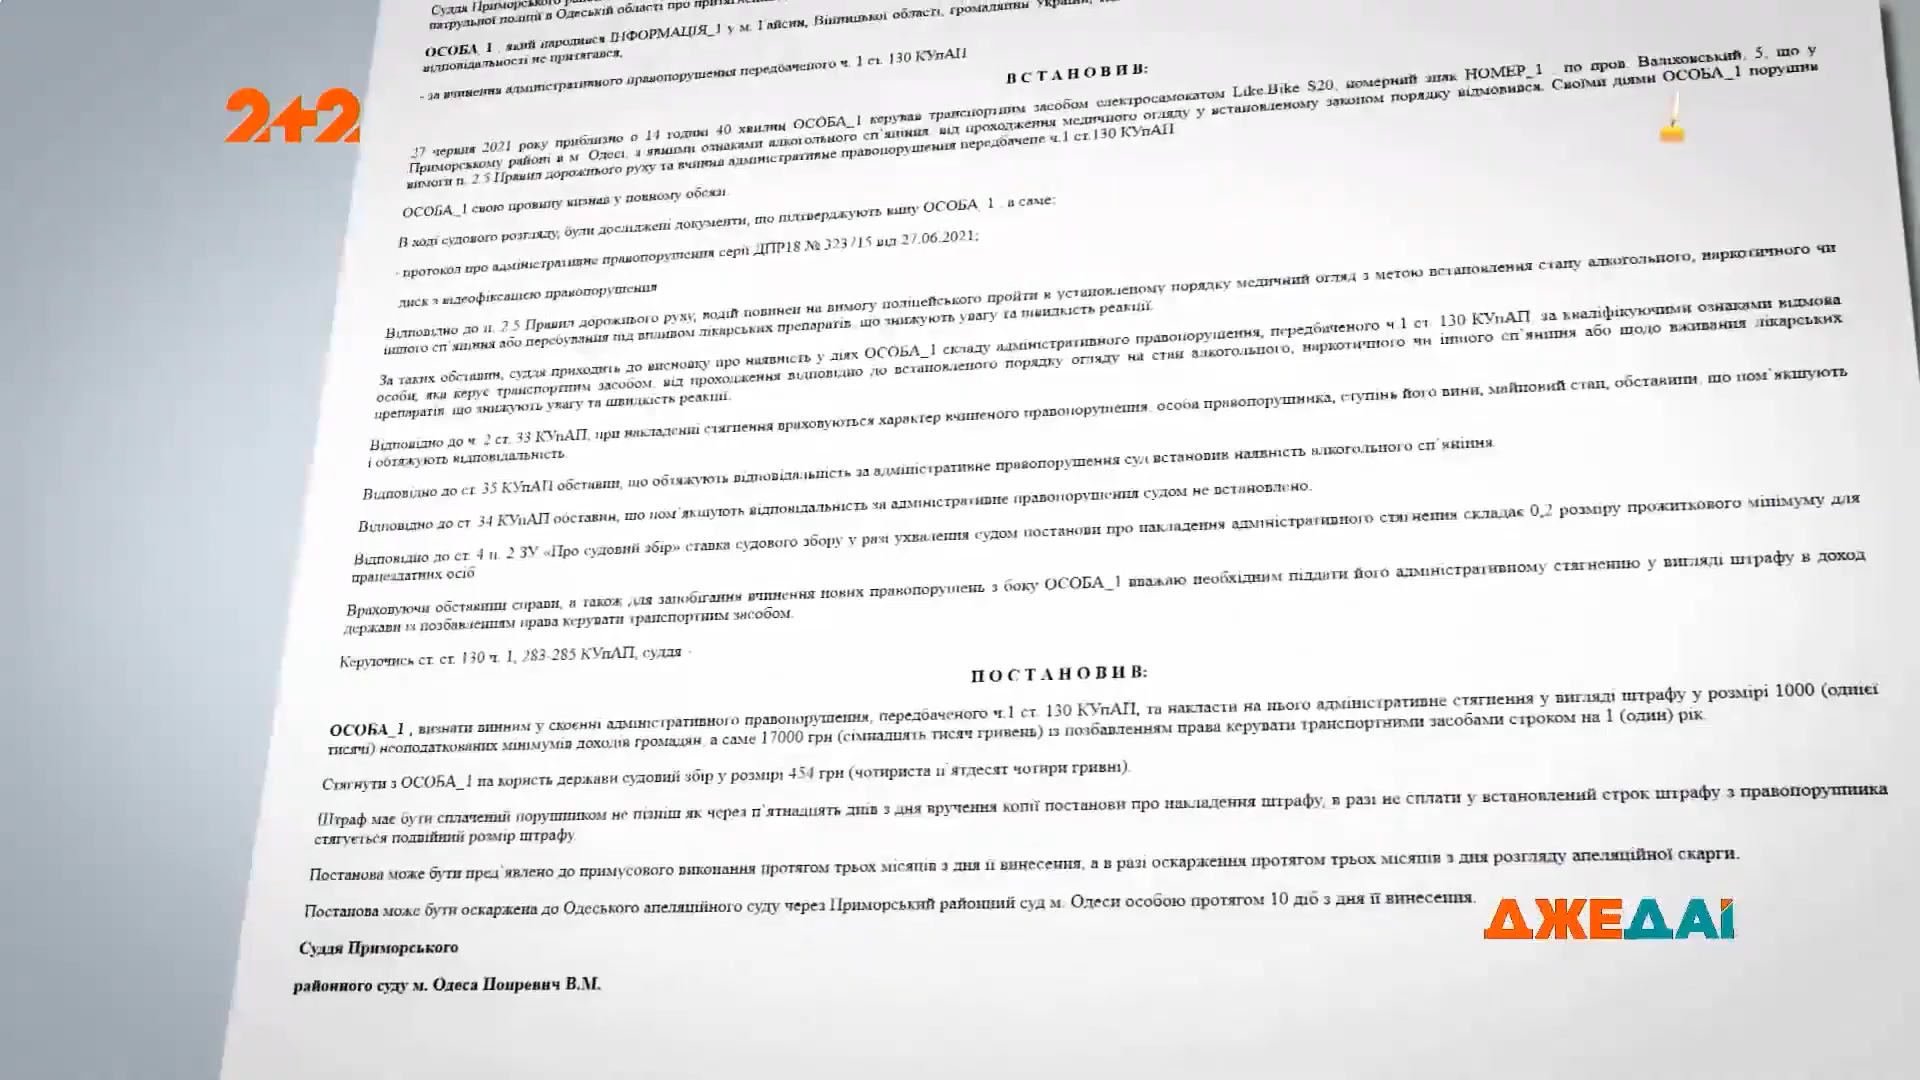 Суддя Приморського
патрульної поліції в Одеській області про
2+2
ОСОБА_1 , який народився ІНФОРМАЦІЯ_1 у м. Гайсин, Вінницької області, громадянин України,
відповідальності не притягався,
- за вчинення адміністративного правопорушення передбаченого ч. 1 ст. 130 КУпАП
ВСТАНОВИВ:
27 червня 2021 року приблизно о 14 годині 40 хвилин ОСОБА_1 керував транспортним засобом електросамокатом Like.Bike S20, номерний знак НОМЕР_1 , по пров. Валіховський, 5, що у
Приморському районі в м. Одесі, з явними ознаками алкогольного сп`яніння, від проходження медичного огляду у встановленому законом порядку відмовився. Своїми діями ОСОБА_1 порушив
вимоги п. 2.5 Правил дорожнього руху та вчинив адміністративне правопорушення передбачене ч.1 ст.130 КУпАП
ОСОБА_1 свою провину визнав у повному обсязі.
В ході судового розгляду, були досліджені документи, що підтверджують вину ОСОБА_1 , а саме:
- протокол про адміністративне правопорушення серії ДПР18 № 323715 від 27.06.2021;
диск з відеофіксацією правопорушення
Відповідно до п. 2.5 Правил дорожнього руху, водій повинен на вимогу поліцейського пройти в установленому порядку медичний огляд з метою встановлення стану алкогольного, наркотичного чи
іншого сп`яніння або перебування під впливом лікарських препаратів, що знижують увагу та швидкість реакції.
За таких обставин, суддя приходить до висновку про наявність у діях ОСОБА_1 складу адміністративного правопорушення, передбаченого ч.1 ст. 130 КУпАП, за кваліфікуючими ознаками відмова
особи, яка керує транспортним засобом, від проходження відповідно до встановленого порядку огляду на стан алкогольного, наркотичного чи іншого сп`яніння або щодо вживання лікарських
препаратів, що знижують увагу та швидкість реакції.
Відповідно до ч. 2 ст. 33 КУпАП, при накладенні стягнення враховуються характер вчиненого правопорушення, особа правопорушника, ступінь його вини, майновий стан, обставини, що пом`якшують
і обтяжують відповідальність.
Відповідно до ст. 35 КУпАП обставин, що обтяжують відповідальність за адміністративне правопорушення суд встановив наявність алкогольного сп`яніння.
Відповідно до ст. 34 КУпАП обставин, що пом`якшують відповідальність за адміністративне правопорушення судом не встановлено.
Відповідно до ст. 4 п. 2 ЗУ «Про судовий збір» ставка судового збору у разі ухвалення судом постанови про накладення адміністративного стягнення складає 0,2 розміру прожиткового мінімуму для
працездатних осіб
Враховуючи обставини справи, а також для запобігання вчинення нових правопорушень з боку ОСОБА_1 вважаю необхідним піддати його адміністративному стягненню у вигляді штрафу в доход
держави із позбавленням права керувати транспортним засобом.
Керуючись ст. ст. 130 ч. 1, 283-285 КУпАП, суддя -
ПОСТАНОВИВ:
ОСОБА_1 , визнати винним у скоєнні адміністративного правопорушення, передбаченого ч.1 ст. 130 КУпАП, та накласти на нього адміністративне стягнення у вигляді штрафу у розмірі 1000 (однієї
тисячі) неоподаткованих мінімумів доходів громадян, а саме 17000 грн (сімнадцять тисяч гривень) із позбавленням права керувати транспортними засобами строком на 1 (один) рік.
Стягнути з ОСОБА_1 на користь держави судовий збір у розмірі 454 грн (чотириста п`ятдесят чотири гривні).
Штраф має бути сплачений порушником не пізніш як через п`ятнадцять днів з дня вручення копії постанови про накладення штрафу, в разі не сплати у встановлений строк штрафу з правопорушника
стягується подвійний розмір штрафу.
Постанова може бути пред`явлено до примусового виконання протягом трьох місяців з дня її винесення, а в разі оскарження протягом трьох місяців з дня розгляду апеляційної скарги.
Постанова може бути оскаржена до Одеського апеляційного суду через Приморський районний суд м. Одеси особою протягом 10 діб з дня її винесення.
ДЖЕДАІ
Суддя Приморського
районного суду м. Одеса Попревич В.М.